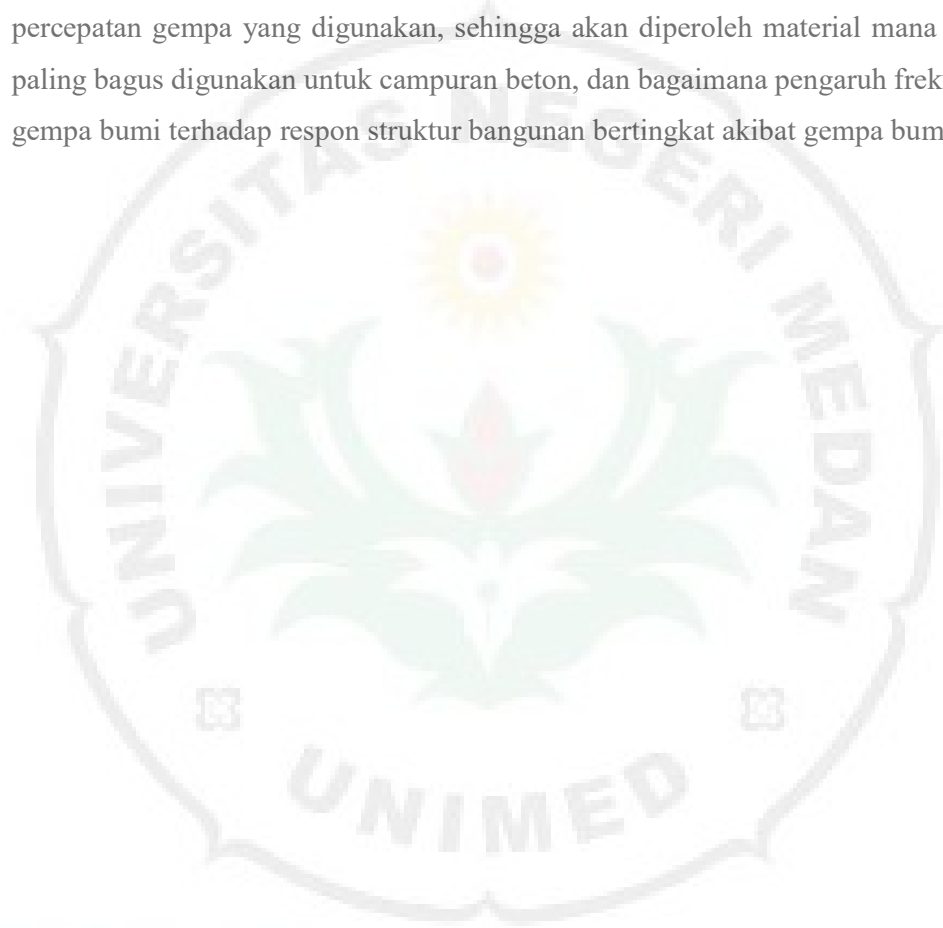 percepatan gempa yang digunakan, sehingga akan diperoleh material mana
paling bagus digunakan untuk campuran beton, dan bagaimana pengaruh frek
gempa bumi terhadap respon struktur bangunan bertingkat akibat gempa bum
UNIVERSITAS NEGERI MEDAN
UNIMED